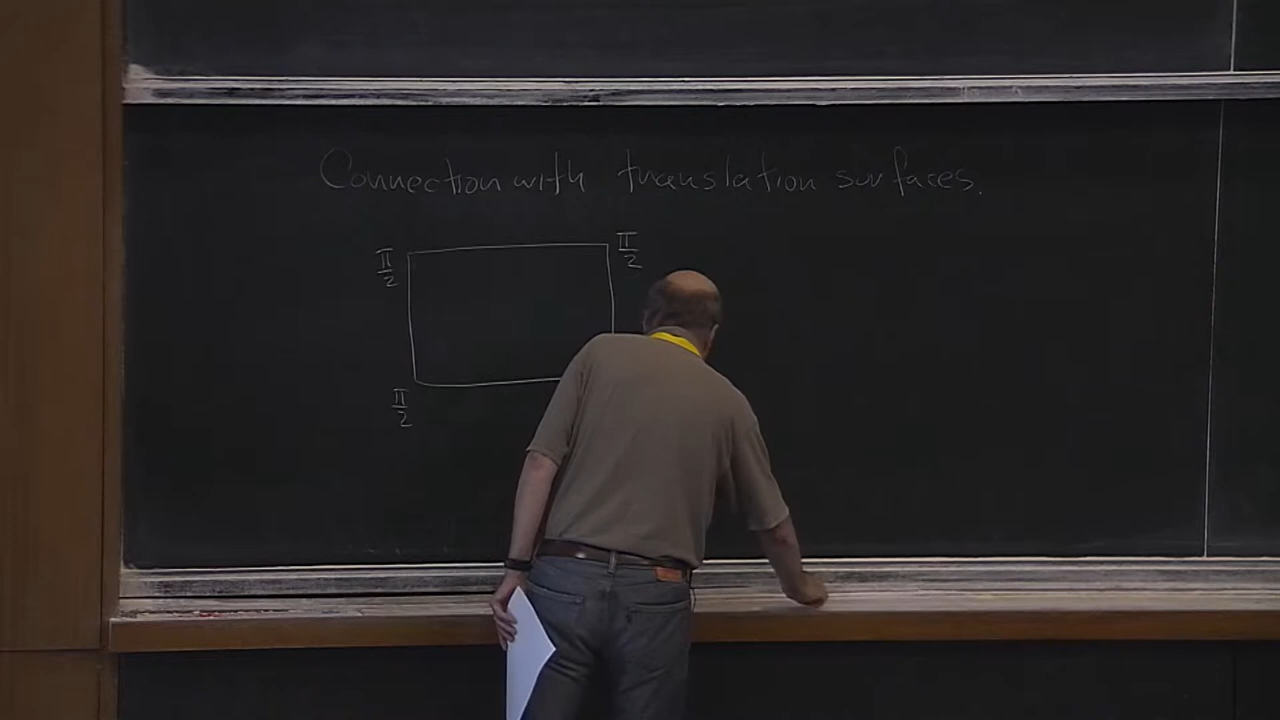 Connection with translation surfaces.
π/2 π/2
π/2